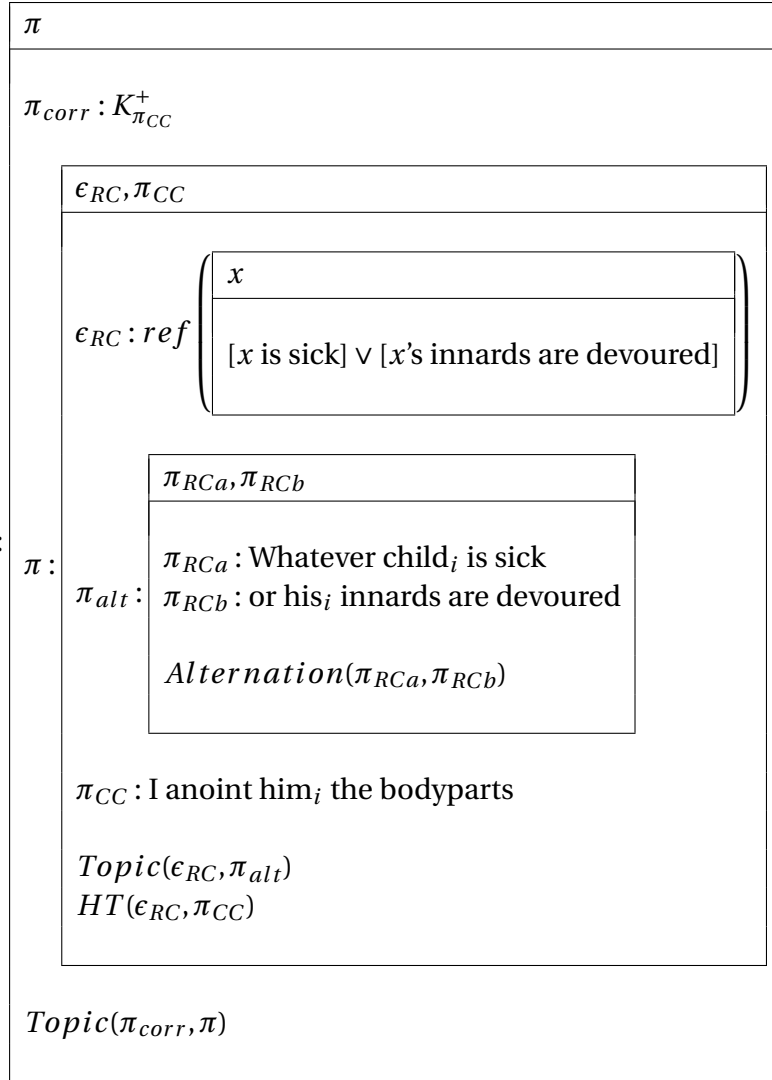 π
π_corr : K⁺_π_CC
ϵ_RC, π_CC
x
ϵ_RC : ref
[x is sick] ∨ [x's innards are devoured]
π_RCa, π_RCb
:
π :
π_RCa : Whatever child_i is sick
π_alt :
π_RCb : or his_i innards are devoured
Alternation(π_RCa, π_RCb)
π_CC : I anoint him_i the bodyparts
Topic(ϵ_RC, π_alt)
HT(ϵ_RC, π_CC)
Topic(π_corr, π)